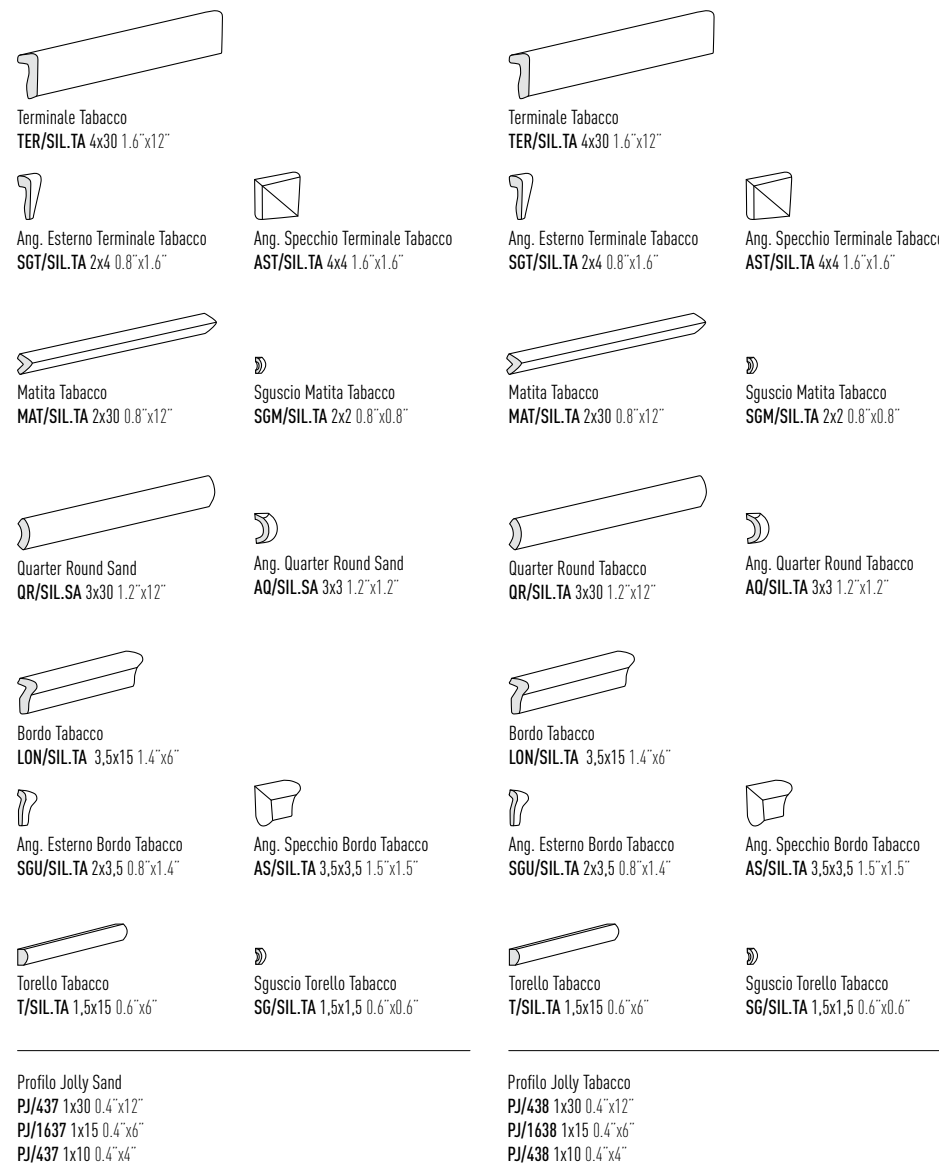 Terminale Tabacco
TER/SIL.TA 4x30 1.6¨x12¨
Ang. Esterno Terminale Tabacco
SGT/SIL.TA 2x4 0.8¨x1.6¨
Ang. Specchio Terminale Tabacco
AST/SIL.TA 4x4 1.6¨x1.6¨
Matita Tabacco
MAT/SIL.TA 2x30 0.8¨x12¨
Sguscio Matita Tabacco
SGM/SIL.TA 2x2 0.8¨x0.8¨
Quarter Round Sand
QR/SIL.SA 3x30 1.2¨x12¨
Ang. Quarter Round Sand
AQ/SIL.SA 3x3 1.2¨x1.2¨
Bordo Tabacco
LON/SIL.TA 3,5x15 1.4¨x6¨
Ang. Esterno Bordo Tabacco
SGU/SIL.TA 2x3,5 0.8¨x1.4¨
Ang. Specchio Bordo Tabacco
AS/SIL.TA 3,5x3,5 1.5¨x1.5¨
Torello Tabacco
T/SIL.TA 1,5x15 0.6¨x6¨
Sguscio Torello Tabacco
SG/SIL.TA 1,5x1,5 0.6¨x0.6¨
Profilo Jolly Sand
PJ/437 1x30 0.4¨x12¨
PJ/1637 1x15 0.4¨x6¨
PJ/437 1x10 0.4¨x4¨
Terminale Tabacco
TER/SIL.TA 4x30 1.6¨x12¨
Ang. Esterno Terminale Tabacco
SGT/SIL.TA 2x4 0.8¨x1.6¨
Ang. Specchio Terminale Tabacco
AST/SIL.TA 4x4 1.6¨x1.6¨
Matita Tabacco
MAT/SIL.TA 2x30 0.8¨x12¨
Sguscio Matita Tabacco
SGM/SIL.TA 2x2 0.8¨x0.8¨
Quarter Round Tabacco
QR/SIL.TA 3x30 1.2¨x12¨
Ang. Quarter Round Tabacco
AQ/SIL.TA 3x3 1.2¨x1.2¨
Bordo Tabacco
LON/SIL.TA 3,5x15 1.4¨x6¨
Ang. Esterno Bordo Tabacco
SGU/SIL.TA 2x3,5 0.8¨x1.4¨
Ang. Specchio Bordo Tabacco
AS/SIL.TA 3,5x3,5 1.5¨x1.5¨
Torello Tabacco
T/SIL.TA 1,5x15 0.6¨x6¨
Sguscio Torello Tabacco
SG/SIL.TA 1,5x1,5 0.6¨x0.6¨
Profilo Jolly Tabacco
PJ/438 1x30 0.4¨x12¨
PJ/1638 1x15 0.4¨x6¨
PJ/438 1x10 0.4¨x4¨